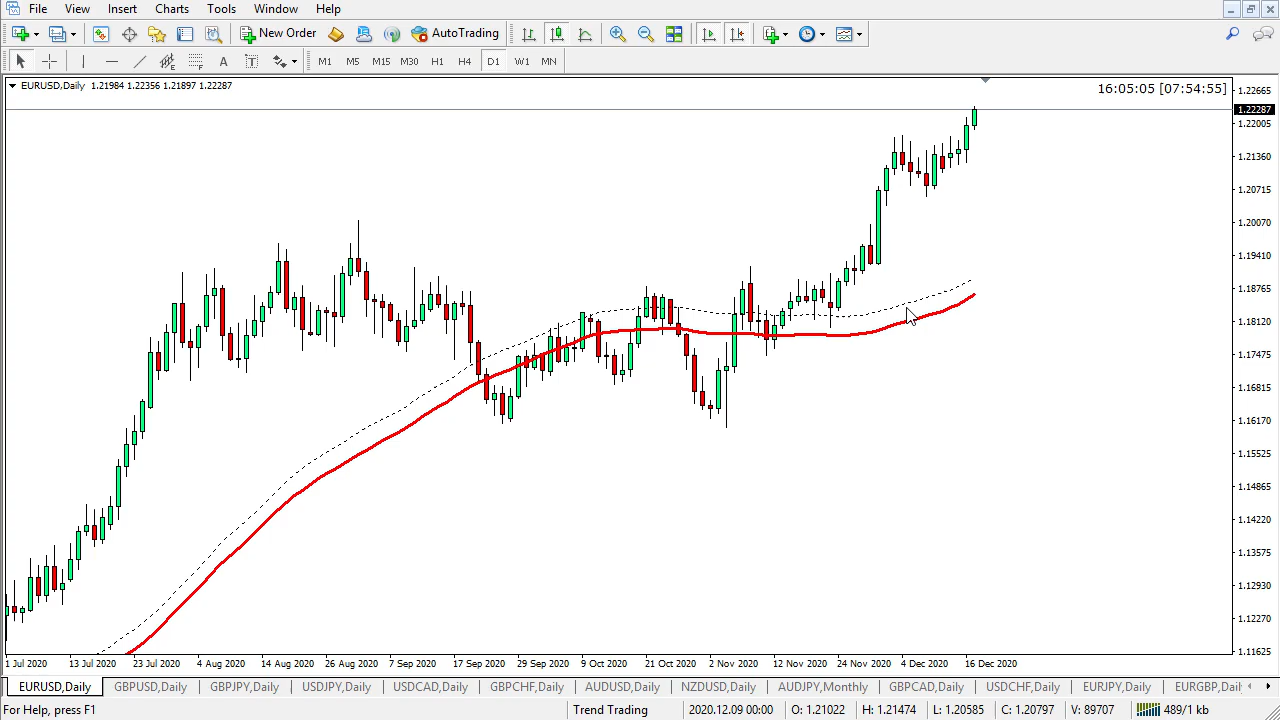 File View Insert Charts Tools Window Help
New Order AutoTrading
A T M1 M5 M15 M30 H1 H4 D1 W1 MN
EURUSD,Daily 1.21984 1.22356 1.21897 1.22287
16:05:05 [07:54:55]
1.22665
1.22287
1.22005
1.21360
1.20715
1.20070
1.19410
1.18765
1.18120
1.17475
1.16815
1.16170
1.15525
1.14865
1.14220
1.13575
1.12930
1.12270
1.11625
1 Jul 2020 13 Jul 2020 23 Jul 2020 4 Aug 2020 14 Aug 2020 26 Aug 2020 7 Sep 2020 17 Sep 2020 29 Sep 2020 9 Oct 2020 21 Oct 2020 2 Nov 2020 12 Nov 2020 24 Nov 2020 4 Dec 2020 16 Dec 2020
EURUSD,Daily GBPUSD,Daily GBPJPY,Daily USDJPY,Daily USDCAD,Daily GBPCHF,Daily AUDUSD,Daily NZDUSD,Daily AUDJPY,Monthly GBPCAD,Daily USDCHF,Daily EURJPY,Daily EURGBP,Dail
For Help, press F1 Trend Trading 2020.12.09 00:00 O: 1.21022 H: 1.21474 L: 1.20585 C: 1.20797 V: 89707 489/1 kb